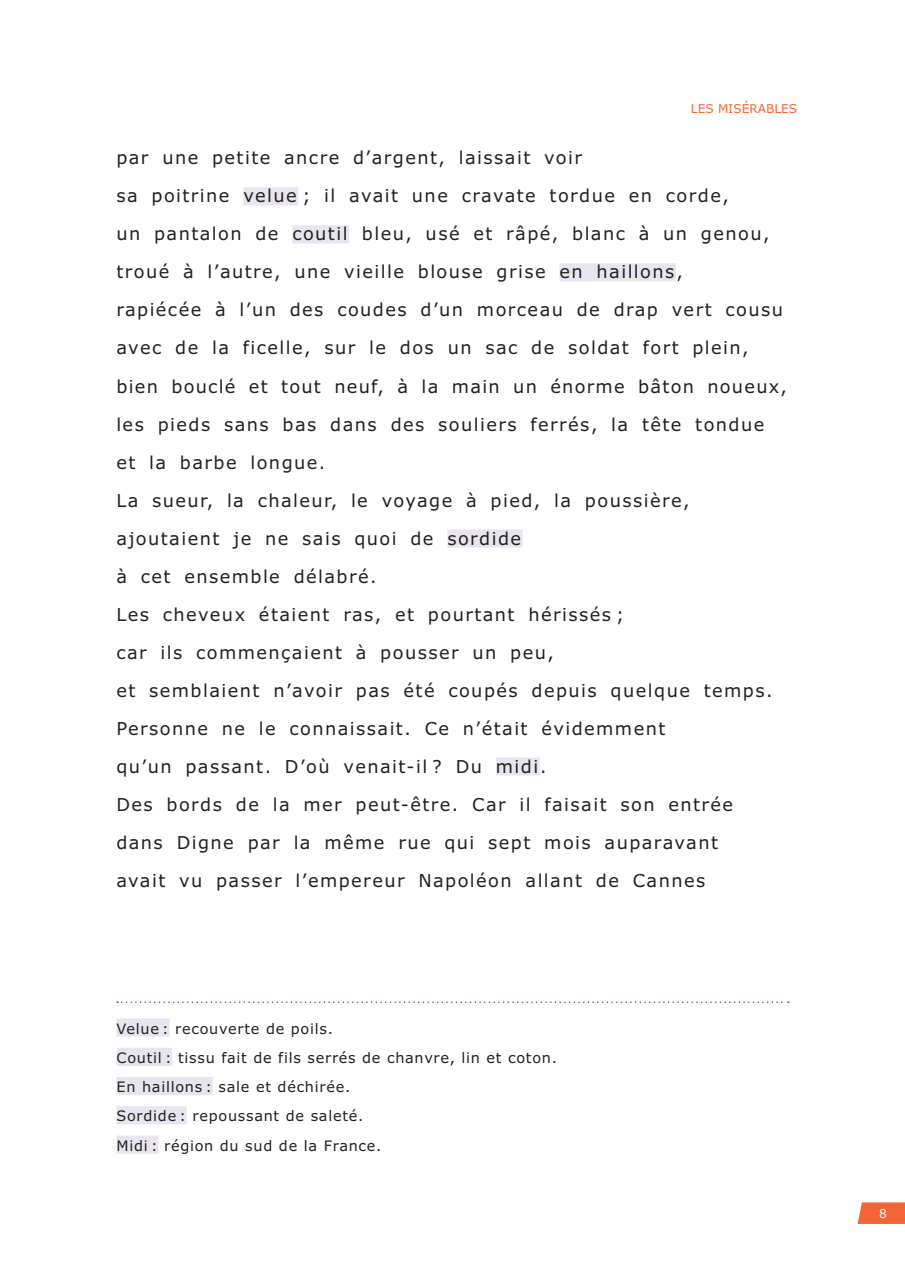 LES MISÉRABLES
par une petite ancre d’argent, laissait voir
sa poitrine velue ; il avait une cravate tordue en corde,
un pantalon de coutil bleu, usé et râpé, blanc à un genou,
troué à l’autre, une vieille blouse grise en haillons,
rapiécée à l’un des coudes d’un morceau de drap vert cousu
avec de la ficelle, sur le dos un sac de soldat fort plein,
bien bouclé et tout neuf, à la main un énorme bâton noueux,
les pieds sans bas dans des souliers ferrés, la tête tondue
et la barbe longue.
La sueur, la chaleur, le voyage à pied, la poussière,
ajoutaient je ne sais quoi de sordide
à cet ensemble délabré.
Les cheveux étaient ras, et pourtant hérissés ;
car ils commençaient à pousser un peu,
et semblaient n’avoir pas été coupés depuis quelque temps.
Personne ne le connaissait. Ce n’était évidemment
qu’un passant. D’où venait-il ? Du midi.
Des bords de la mer peut-être. Car il faisait son entrée
dans Digne par la même rue qui sept mois auparavant
avait vu passer l’empereur Napoléon allant de Cannes
Velue : recouverte de poils.
Coutil : tissu fait de fils serrés de chanvre, lin et coton.
En haillons : sale et déchirée.
Sordide : repoussant de saleté.
Midi : région du sud de la France.
8